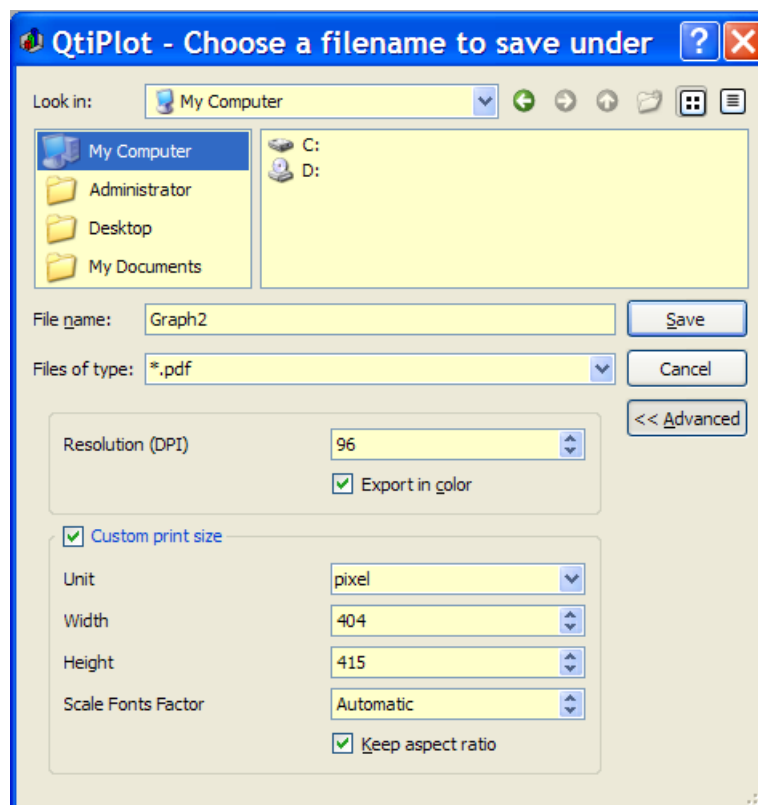 QtiPlot - Choose a filename to save under
Look in: My Computer
My Computer
Administrator
Desktop
My Documents
C:
D:
File name: Graph2 Save
Files of type: *.pdf Cancel
<< Advanced
Resolution (DPI) 96
Export in color
Custom print size
Unit pixel
Width 404
Height 415
Scale Fonts Factor Automatic
Keep aspect ratio